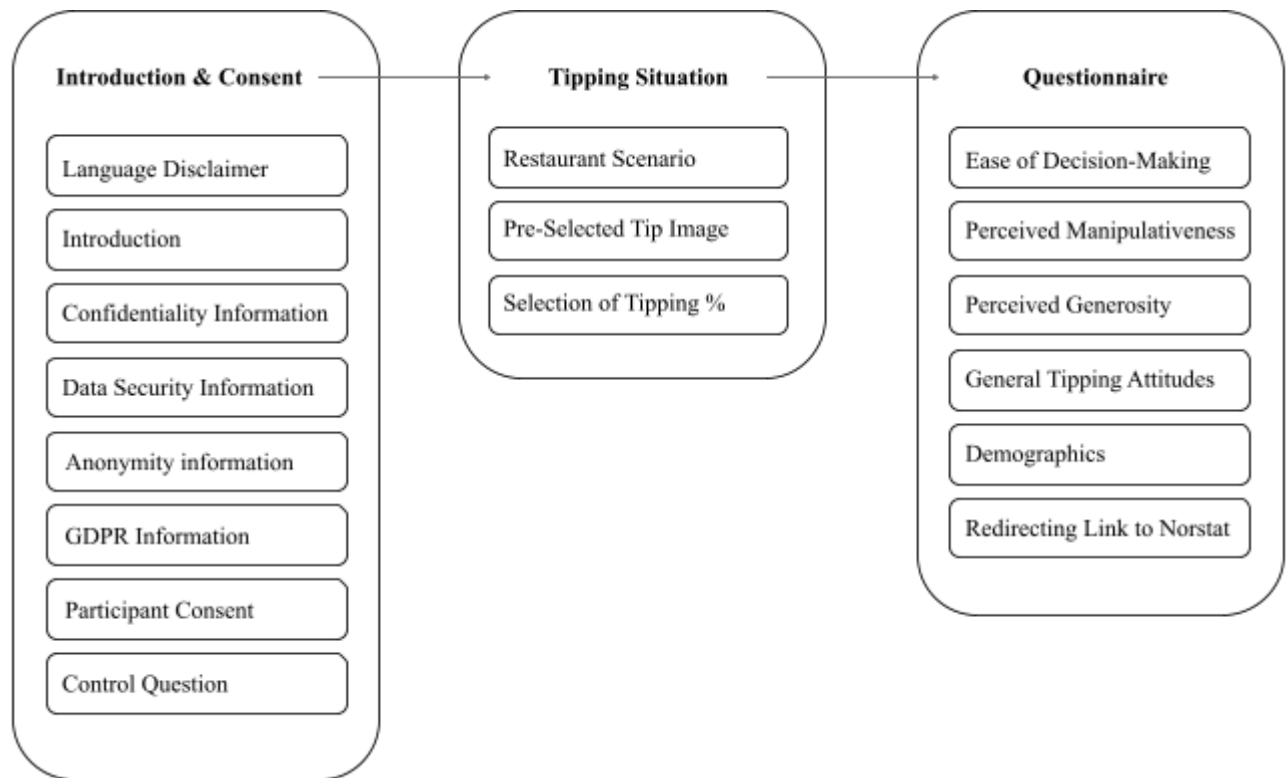 Introduction & Consent
Language Disclaimer
Introduction
Confidentiality Information
Data Security Information
Anonymity information
GDPR Information
Participant Consent
Control Question
Tipping Situation
Restaurant Scenario
Pre-Selected Tip Image
Selection of Tipping %
Questionnaire
Ease of Decision-Making
Perceived Manipulativeness
Perceived Generosity
General Tipping Attitudes
Demographics
Redirecting Link to Norstat